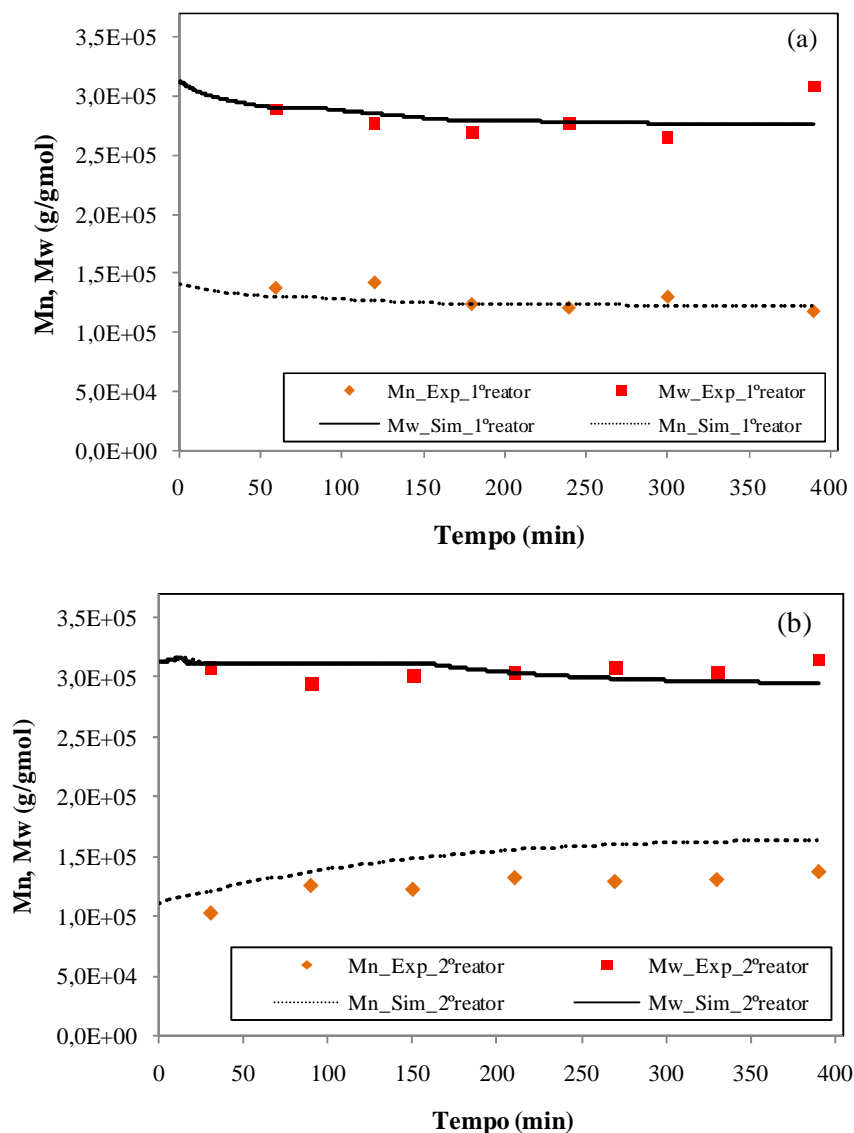 (a)
3,5E+05
3,0E+05
2,5E+05
2,0E+05
1,5E+05
1,0E+05
5,0E+04
0,0E+00
Mn, Mw (g/gmol)
Mn_Exp_1ºreator Mw_Exp_1ºreator
Mw_Sim_1ºreator Mn_Sim_1ºreator
0 50 100 150 200 250 300 350 400
Tempo (min)
(b)
3,5E+05
3,0E+05
2,5E+05
2,0E+05
1,5E+05
1,0E+05
5,0E+04
0,0E+00
Mn, Mw (g/gmol)
Mn_Exp_2ºreator Mw_Exp_2ºreator
Mn_Sim_2ºreator Mw_Sim_2ºreator
0 50 100 150 200 250 300 350 400
Tempo (min)